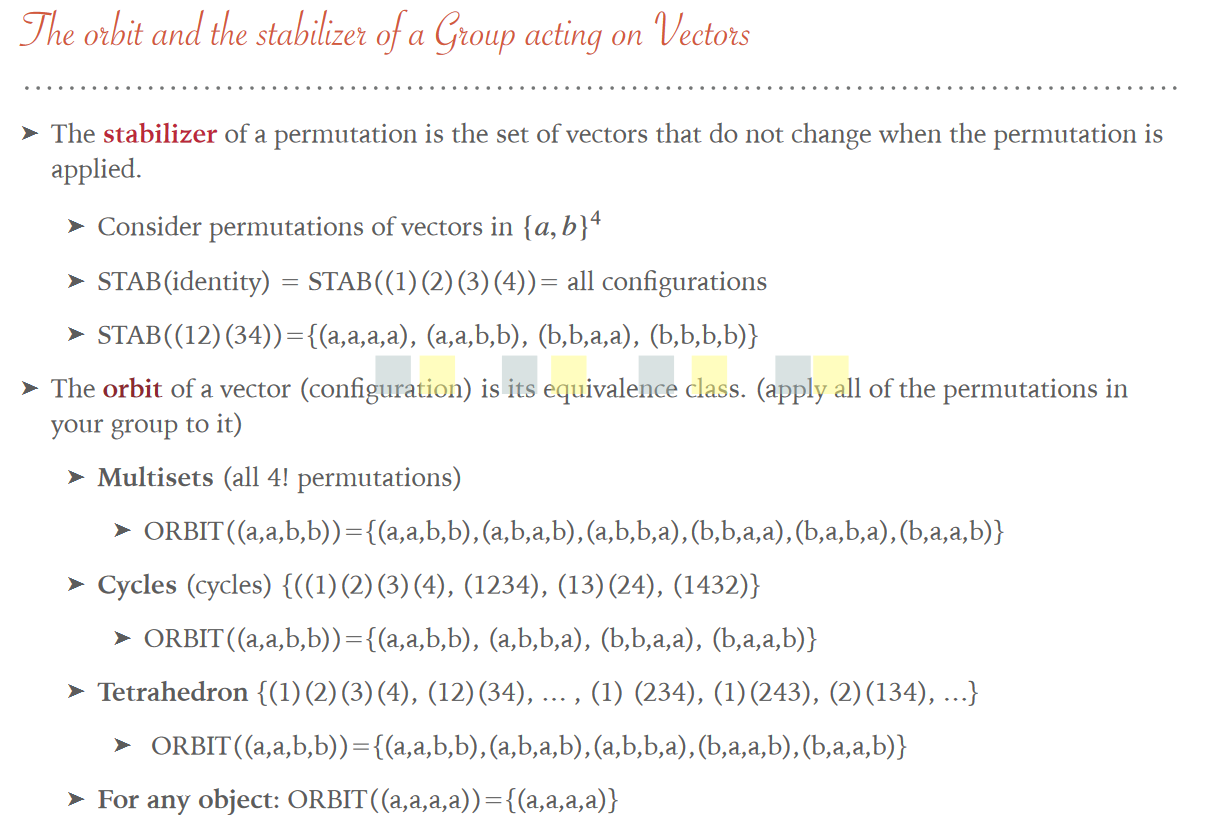 The orbit and the stabilizer of a Group acting on Vectors
➤ The stabilizer of a permutation is the set of vectors that do not change when the permutation is
applied.
➤ Consider permutations of vectors in {a, b}⁴
➤ STAB(identity) = STAB((1)(2)(3)(4))= all configurations
➤ STAB((12)(34))={(a,a,a,a), (a,a,b,b), (b,b,a,a), (b,b,b,b)}
➤ The orbit of a vector (configuration) is its equivalence class. (apply all of the permutations in
your group to it)
➤ Multisets (all 4! permutations)
➤ ORBIT((a,a,b,b))={(a,a,b,b),(a,b,a,b),(a,b,b,a),(b,b,a,a),(b,a,b,a),(b,a,a,b)}
➤ Cycles (cycles) {((1)(2)(3)(4), (1234), (13)(24), (1432)}
➤ ORBIT((a,a,b,b))={(a,a,b,b), (a,b,b,a), (b,b,a,a), (b,a,a,b)}
➤ Tetrahedron {(1)(2)(3)(4), (12)(34), … , (1) (234), (1)(243), (2)(134), …}
➤ ORBIT((a,a,b,b))={(a,a,b,b),(a,b,a,b),(a,b,b,a),(b,a,a,b),(b,a,a,b)}
➤ For any object: ORBIT((a,a,a,a))={(a,a,a,a)}